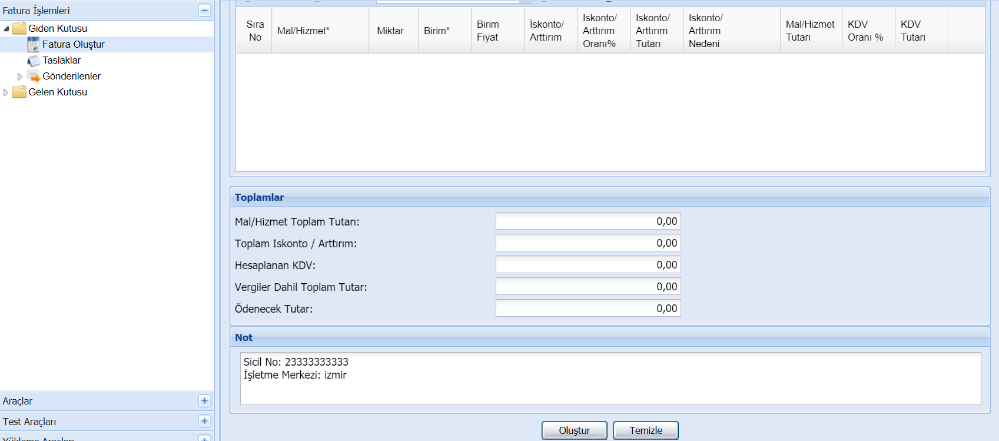 Fatura İşlemleri
Giden Kutusu
Fatura Oluştur
Taslaklar
Gönderilenler
Gelen Kutusu
Araçlar
Test Araçları
Yükleme Araçları
Sıra
No
Mal/Hizmet*
Miktar
Birim*
Birim
Fiyat
İskonto/
Arttırım
Iskonto/
Arttırım
Oranı%
Iskonto/
Arttırım
Tutarı
Iskonto/
Arttırım
Nedeni
Mal/Hizmet
Tutarı
KDV
Oranı %
KDV
Tutarı
Toplamlar
Mal/Hizmet Toplam Tutarı: 0,00
Toplam Iskonto / Arttırım: 0,00
Hesaplanan KDV: 0,00
Vergiler Dahil Toplam Tutar: 0,00
Ödenecek Tutar: 0,00
Not
Sicil No: 23333333333
İşletme Merkezi: izmir
Oluştur
Temizle